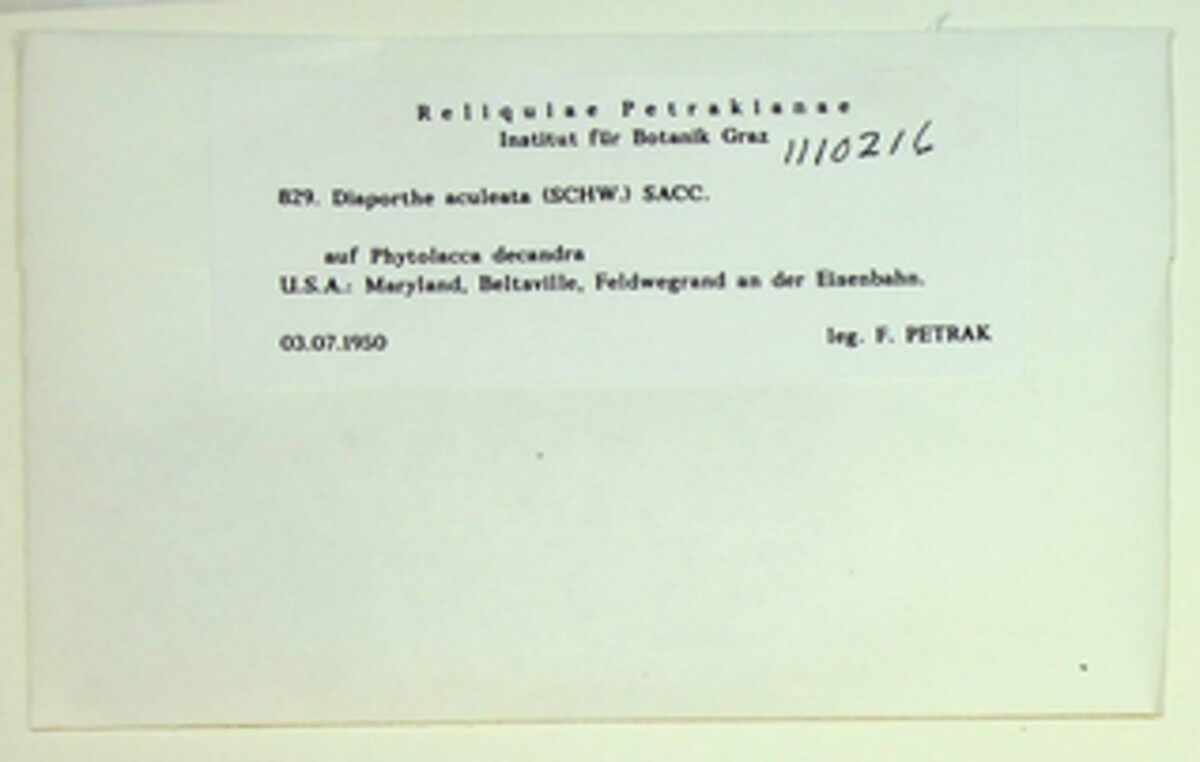 Reliquiae Petrakianae
Institut für Botanik Graz 1110216
829. Diaporthe aculeata (SCHW.) SACC.
auf Phytolacca decandra
U.S.A.: Maryland, Beltsville, Feldwegrand an der Eisenbahn.
03.07.1950 leg. F. PETRAK